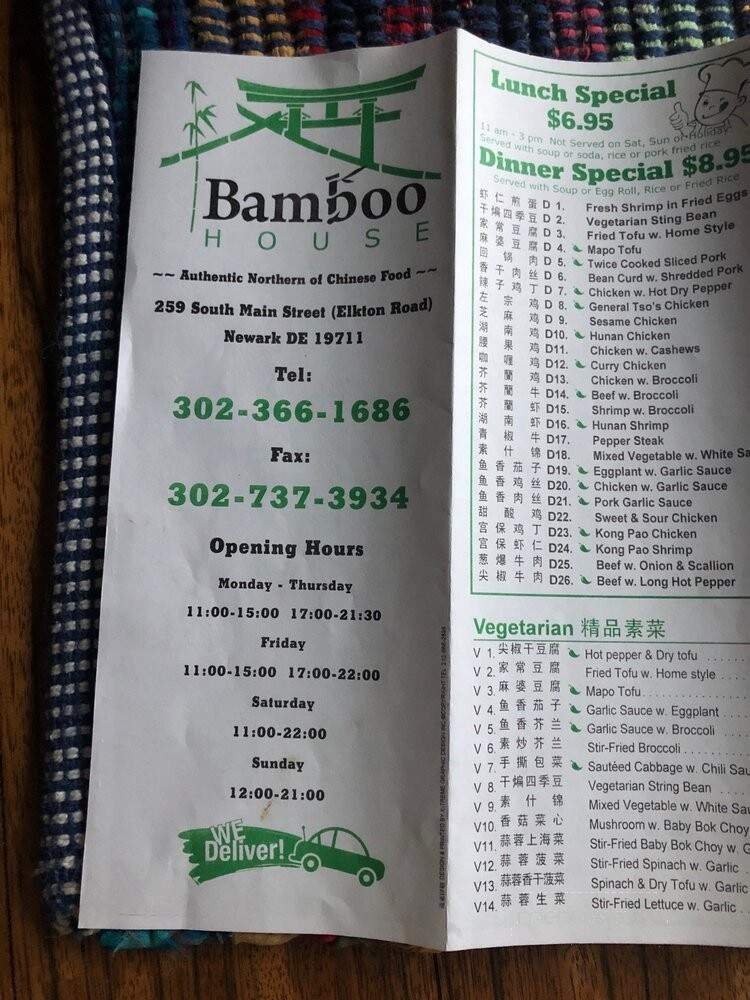 Bamboo
HOUSE
~~ Authentic Northern of Chinese Food ~~
259 South Main Street (Elkton Road)
Newark DE 19711
Tel:
302-366-1686
Fax:
302-737-3934
Opening Hours
Monday - Thursday
11:00-15:00 17:00-21:30
Friday
11:00-15:00 17:00-22:00
Saturday
11:00-22:00
Sunday
12:00-21:00
WE
Deliver!
Lunch Special
$6.95
11 am - 3 pm Not Served on Sat, Sun or Holiday
Served with soup or soda, rice or pork fried rice
Dinner Special $8.95
Served with Soup or Egg Roll, Rice or Fried Rice
虾仁煎蛋 D 1. Fresh Shrimp in Fried Eggs
干煸四季豆 D 2. Vegetarian Sting Bean
家常豆腐 D 3. Fried Tofu w. Home Style
麻婆豆腐 D 4. Mapo Tofu
回锅肉 D 5. Twice Cooked Sliced Pork
香干肉丝 D 6. Bean Curd w. Shredded Pork
辣子鸡丁 D 7. Chicken w. Hot Dry Pepper
左宗鸡 D 8. General Tso's Chicken
芝麻鸡 D 9. Sesame Chicken
湖南鸡 D10. Hunan Chicken
腰果鸡 D11. Chicken w. Cashews
咖喱鸡 D12. Curry Chicken
芥蘭鸡 D13. Chicken w. Broccoli
芥蘭牛 D14. Beef w. Broccoli
芥蘭虾 D15. Shrimp w. Broccoli
湖南虾 D16. Hunan Shrimp
青椒牛 D17. Pepper Steak
素什锦 D18. Mixed Vegetable w. White Sa
鱼香茄子 D19. Eggplant w. Garlic Sauce
鱼香鸡丝 D20. Chicken w. Garlic Sauce
鱼香肉丝 D21. Pork Garlic Sauce
甜酸鸡 D22. Sweet & Sour Chicken
宫保鸡丁 D23. Kong Pao Chicken
宫保虾仁 D24. Kong Pao Shrimp
葱爆牛肉 D25. Beef w. Onion & Scallion
尖椒牛肉 D26. Beef w. Long Hot Pepper
Vegetarian 精品素菜
V 1. 尖椒干豆腐 Hot pepper & Dry tofu
V 2. 家常豆腐 Fried Tofu w. Home style
V 3. 麻婆豆腐 Mapo Tofu
V 4. 鱼香茄子 Garlic Sauce w. Eggplant
V 5. 鱼香芥兰 Garlic Sauce w. Broccoli
V 6. 素炒芥兰 Stir-Fried Broccoli
V 7. 手撕包菜 Sautéed Cabbage w. Chili Sau
V 8. 干煸四季豆 Vegetarian String Bean
V 9. 素什锦 Mixed Vegetable w. White Sau
V10. 香菇菜心 Mushroom w. Baby Bok Choy
V11. 蒜蓉上海菜 Stir-Fried Baby Bok Choy w. G
V12. 蒜蓉菠菜 Stir-Fried Spinach w. Garlic
V13. 蒜蓉香干菠菜 Spinach & Dry Tofu w. Garlic
V14. 蒜蓉生菜 Stir-Fried Lettuce w. Garlic